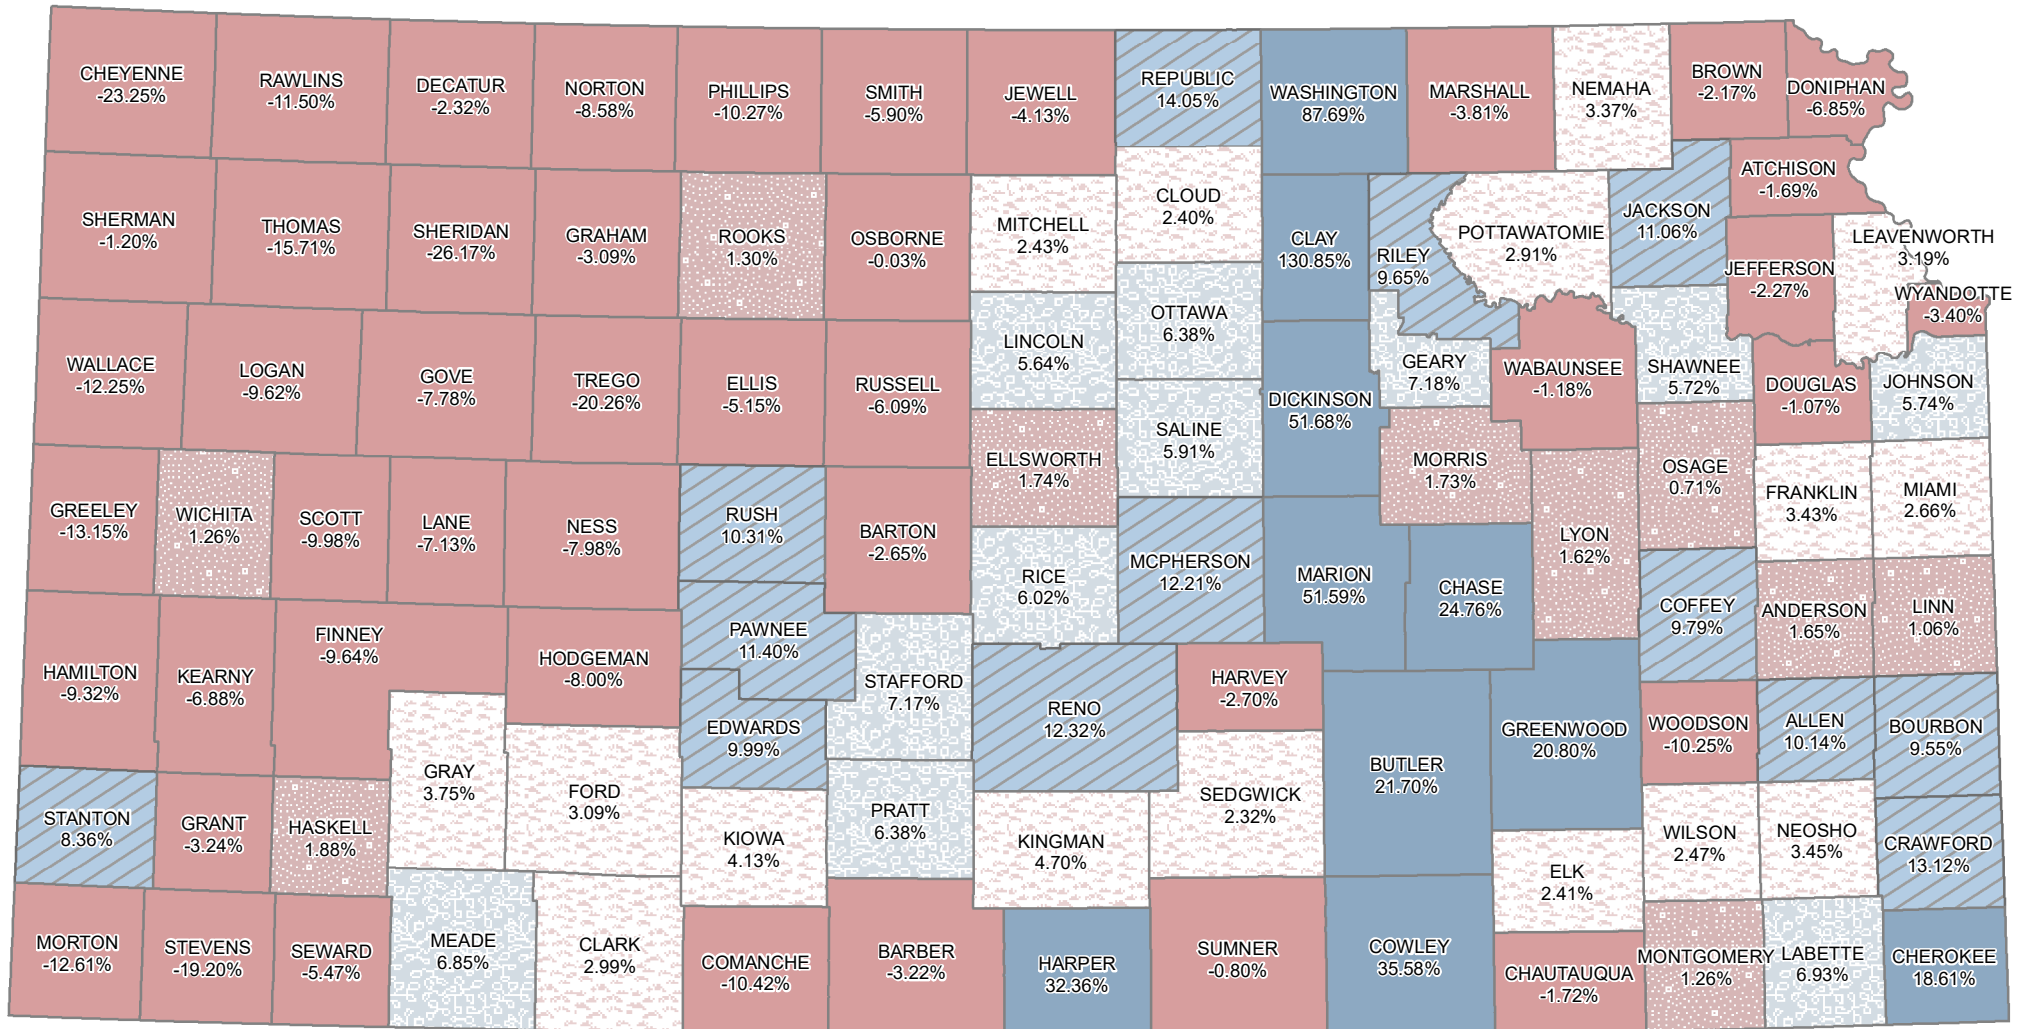 CHEYENNE
-23.25%
RAWLINS
-11.50%
DECATUR
-2.32%
NORTON
-8.58%
PHILLIPS
-10.27%
SMITH
-5.90%
JEWELL
-4.13%
REPUBLIC
14.05%
WASHINGTON
87.69%
MARSHALL
-3.81%
NEMAHA
3.37%
BROWN
-2.17%
DONIPHAN
-6.85%
SHERMAN
-1.20%
THOMAS
-15.71%
SHERIDAN
-26.17%
GRAHAM
-3.09%
ROOKS
1.30%
OSBORNE
-0.03%
MITCHELL
2.43%
CLOUD
2.40%
CLAY
130.85%
RILEY
9.65%
POTTAWATOMIE
2.91%
JACKSON
11.06%
ATCHISON
-1.69%
JEFFERSON
-2.27%
LEAVENWORTH
3.19%
WYANDOTTE
-3.40%
WALLACE
-12.25%
LOGAN
-9.62%
GOVE
-7.78%
TREGO
-20.26%
ELLIS
-5.15%
RUSSELL
-6.09%
LINCOLN
5.64%
OTTAWA
6.38%
DICKINSON
51.68%
GEARY
7.18%
WABAUNSEE
-1.18%
SHAWNEE
5.72%
DOUGLAS
-1.07%
JOHNSON
5.74%
GREELEY
-13.15%
WICHITA
1.26%
SCOTT
-9.98%
LANE
-7.13%
NESS
-7.98%
RUSH
10.31%
BARTON
-2.65%
ELLSWORTH
1.74%
SALINE
5.91%
MORRIS
1.73%
OSAGE
0.71%
FRANKLIN
3.43%
MIAMI
2.66%
RICE
6.02%
MCPHERSON
12.21%
MARION
51.59%
CHASE
24.76%
LYON
1.62%
COFFEY
9.79%
ANDERSON
1.65%
LINN
1.06%
HAMILTON
-9.32%
KEARNY
-6.88%
FINNEY
-9.64%
HODGEMAN
-8.00%
PAWNEE
11.40%
STAFFORD
7.17%
EDWARDS
9.99%
RENO
12.32%
HARVEY
-2.70%
BUTLER
21.70%
GREENWOOD
20.80%
WOODSON
-10.25%
ALLEN
10.14%
BOURBON
9.55%
STANTON
8.36%
GRANT
-3.24%
HASKELL
1.88%
GRAY
3.75%
FORD
3.09%
KIOWA
4.13%
PRATT
6.38%
KINGMAN
4.70%
SEDGWICK
2.32%
ELK
2.41%
WILSON
2.47%
NEOSHO
3.45%
CRAWFORD
13.12%
MORTON
-12.61%
STEVENS
-19.20%
SEWARD
-5.47%
MEADE
6.85%
CLARK
2.99%
COMANCHE
-10.42%
BARBER
-3.22%
HARPER
32.36%
SUMNER
-0.80%
COWLEY
35.58%
CHAUTAUQUA
-1.72%
MONTGOMERY
1.26%
LABETTE
6.93%
CHEROKEE
18.61%